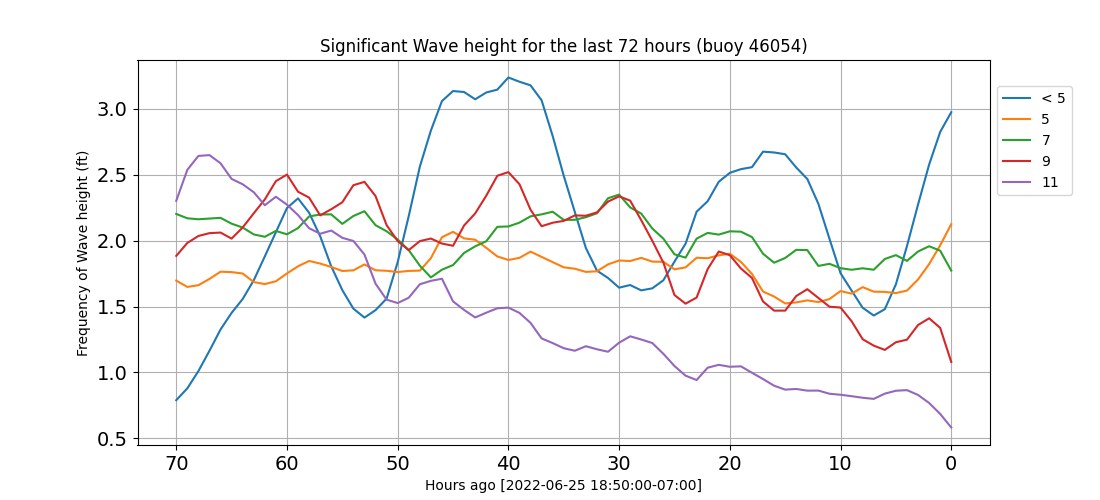 Significant Wave height for the last 72 hours (buoy 46054)
Frequency of Wave height (ft)
3.0
2.5
2.0
1.5
1.0
0.5
70 60 50 40 30 20 10 0
Hours ago [2022-06-25 18:50:00-07:00]
< 5
5
7
9
11